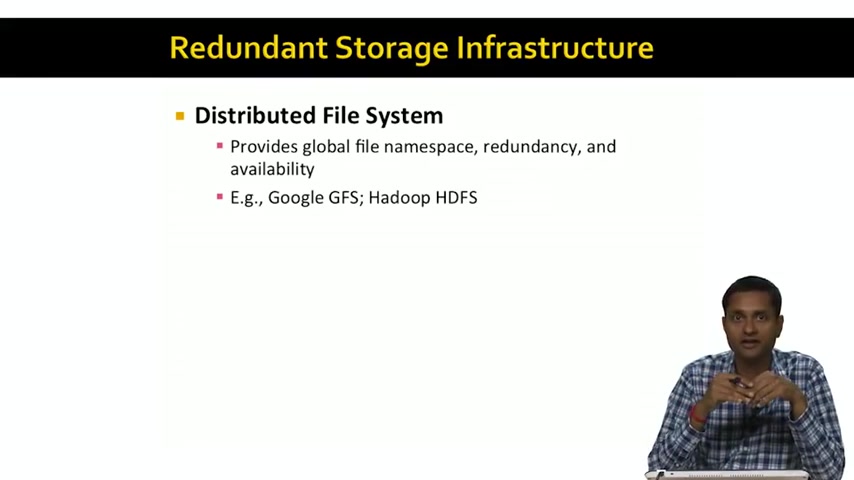 Redundant Storage Infrastructure
Distributed File System
Provides global file namespace, redundancy, and
availability
E.g., Google GFS; Hadoop HDFS